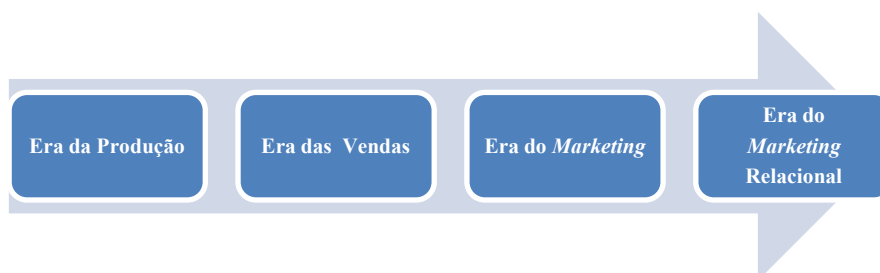 Era da Produção
Era das Vendas
Era do Marketing
Era do
Marketing
Relacional